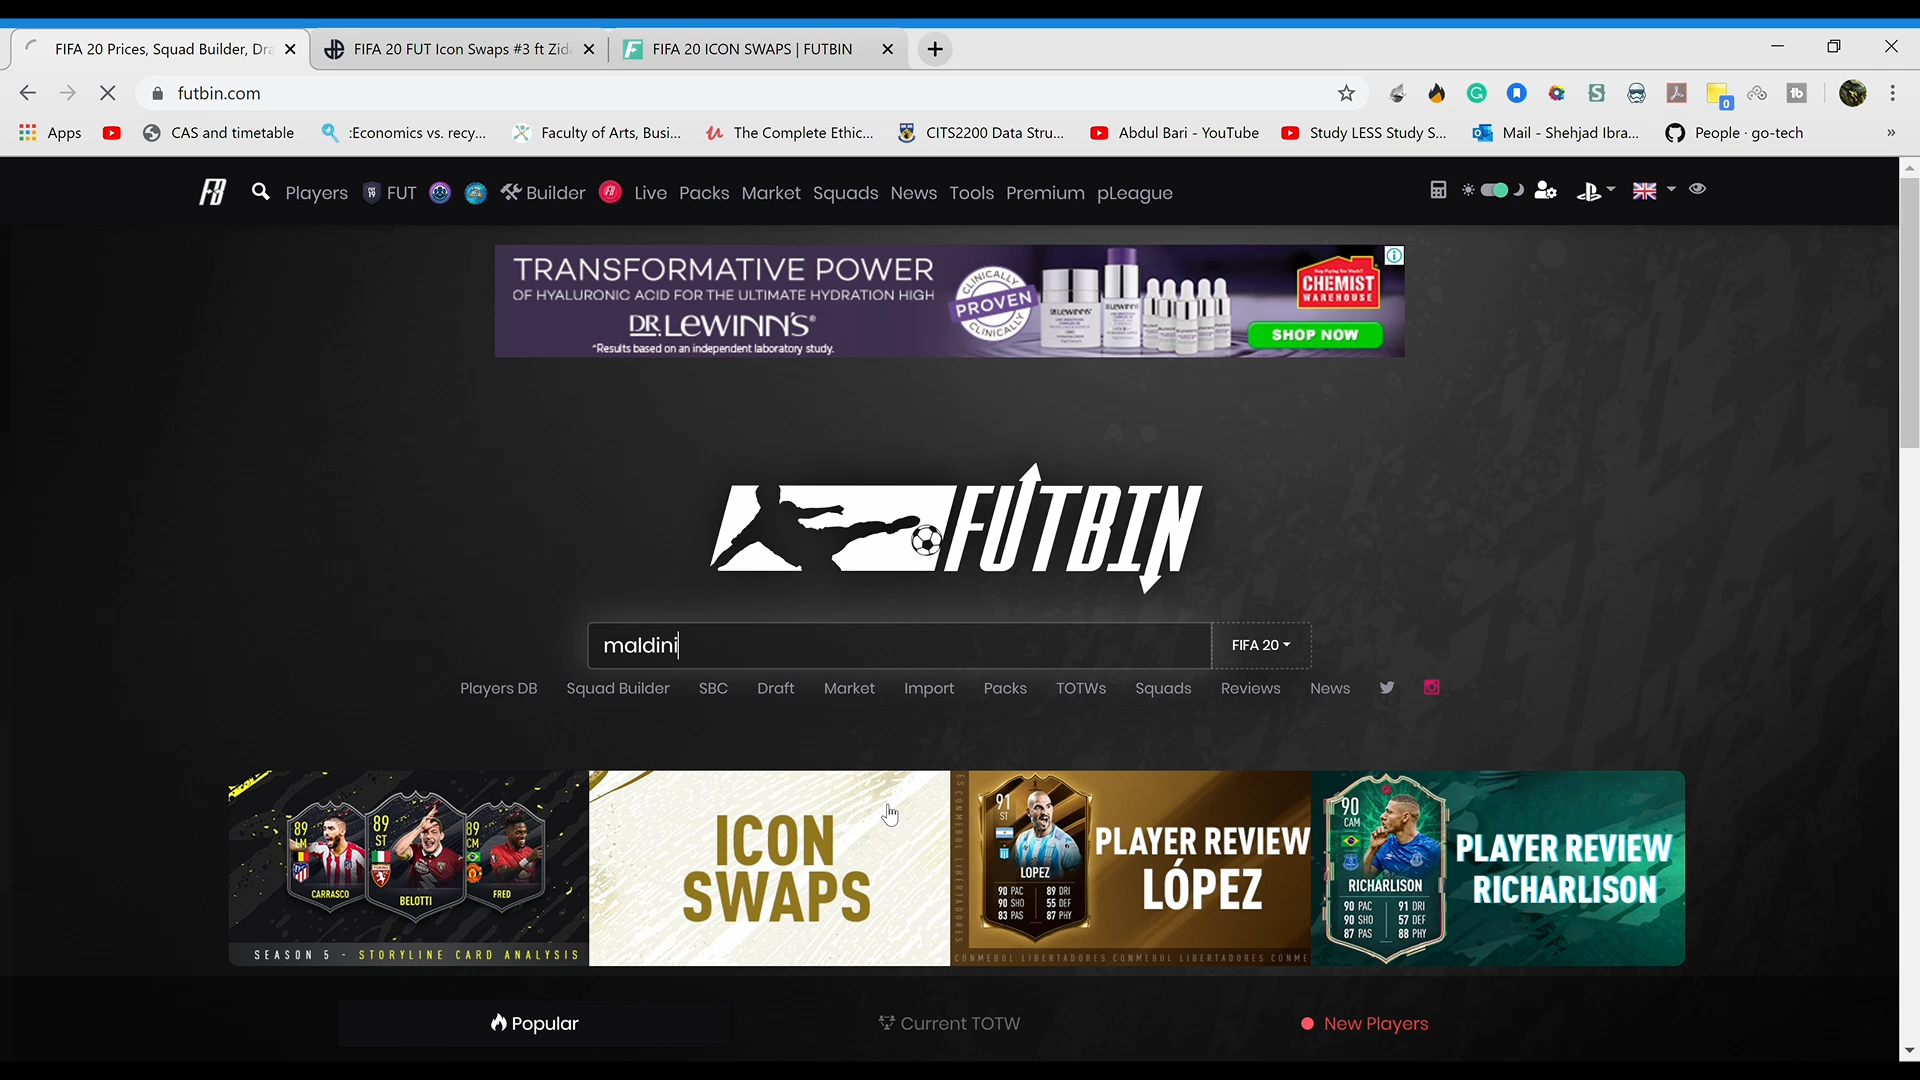 FIFA 20 Prices, Squad Builder, Dra
FIFA 20 FUT Icon Swaps #3 ft Zida
FIFA 20 ICON SWAPS | FUTBIN
futbin.com
0
Apps
CAS and timetable
:Economics vs. recy...
Faculty of Arts, Busi...
The Complete Ethic...
CITS2200 Data Stru...
Abdul Bari - YouTube
Study LESS Study S...
Mail - Shehjad Ibra...
People · go-tech
»
Players
FUT
Builder
Live
Packs
Market
Squads
News
Tools
Premium
pLeague
TRANSFORMATIVE POWER
OF HYALURONIC ACID FOR THE ULTIMATE HYDRATION HIGH
DR. LEWINN'S®
*Results based on an independent laboratory study.
CLINICALLY
PROVEN
CLINICALLY
CHEMIST
WAREHOUSE
SHOP NOW
FUTBIN
maldini
FIFA 20
Players DB
Squad Builder
SBC
Draft
Market
Import
Packs
TOTWs
Squads
Reviews
News
89
LM
CARRASCO
89
ST
BELOTTI
89
CM
FRED
SEASON 5 - STORYLINE CARD ANALYSIS
ICON
SWAPS
91
ST
LOPEZ
90 PAC 89 DRI
90 SHO 55 DEF
83 PAS 87 PHY
PLAYER REVIEW
LÓPEZ
CONMEBOL LIBERTADORES CONMEBOL LIBERTADORES CONME
90
CAM
RICHARLISON
90 PAC 91 DRI
90 SHO 57 DEF
87 PAS 88 PHY
PLAYER REVIEW
RICHARLISON
Popular
Current TOTW
New Players